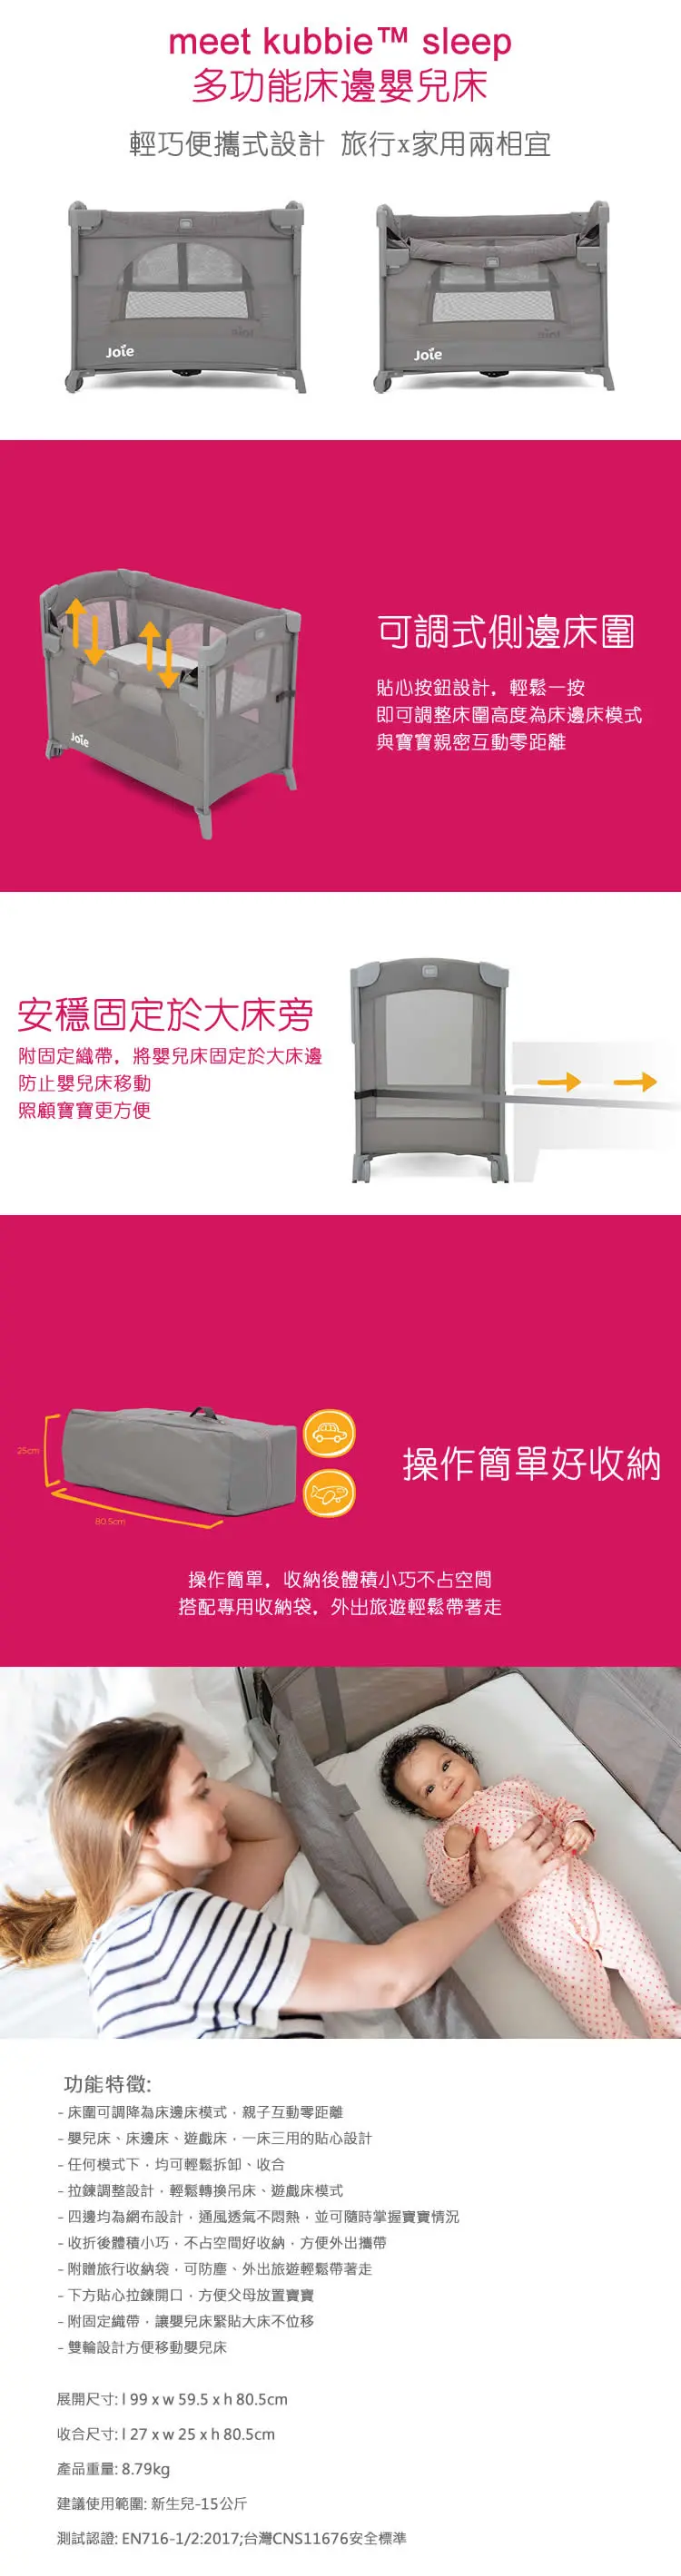 meet kubbie™ sleep
多功能床邊嬰兒床
輕巧便攜式設計 旅行x家用兩相宜
Joie
Joie
可調式側邊床圍
貼心按鈕設計，輕鬆一按
即可調整床圍高度為床邊床模式
與寶寶親密互動零距離
Joie
安穩固定於大床旁
附固定織帶，將嬰兒床固定於大床邊
防止嬰兒床移動
照顧寶寶更方便
25cm
80.5cm
操作簡單好收納
操作簡單，收納後體積小巧不占空間
搭配專用收納袋，外出旅遊輕鬆帶著走
功能特徵:
- 床圍可調降為床邊床模式，親子互動零距離
- 嬰兒床、床邊床、遊戲床，一床三用的貼心設計
- 任何模式下，均可輕鬆拆卸、收合
- 拉鍊調整設計，輕鬆轉換吊床、遊戲床模式
- 四邊均為網布設計，通風透氣不悶熱，並可隨時掌握寶寶情況
- 收折後體積小巧，不占空間好收納，方便外出攜帶
- 附贈旅行收納袋，可防塵、外出旅遊輕鬆帶著走
- 下方貼心拉鍊開口，方便父母放置寶寶
- 附固定織帶，讓嬰兒床緊貼大床不位移
- 雙輪設計方便移動嬰兒床
展開尺寸: l 99 x w 59.5 x h 80.5cm
收合尺寸: l 27 x w 25 x h 80.5cm
產品重量: 8.79kg
建議使用範圍: 新生兒-15公斤
測試認證: EN716-1/2:2017;台灣CNS11676安全標準